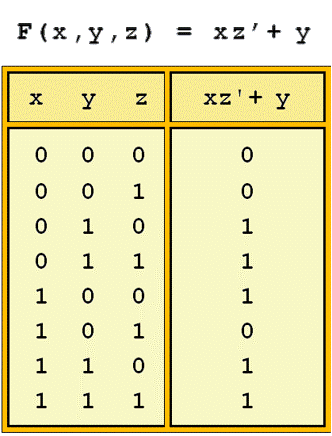 F(x,y,z) = xz′+ y
x y z xz'+ y
0 0 0 0
0 0 1 0
0 1 0 1
0 1 1 1
1 0 0 1
1 0 1 0
1 1 0 1
1 1 1 1